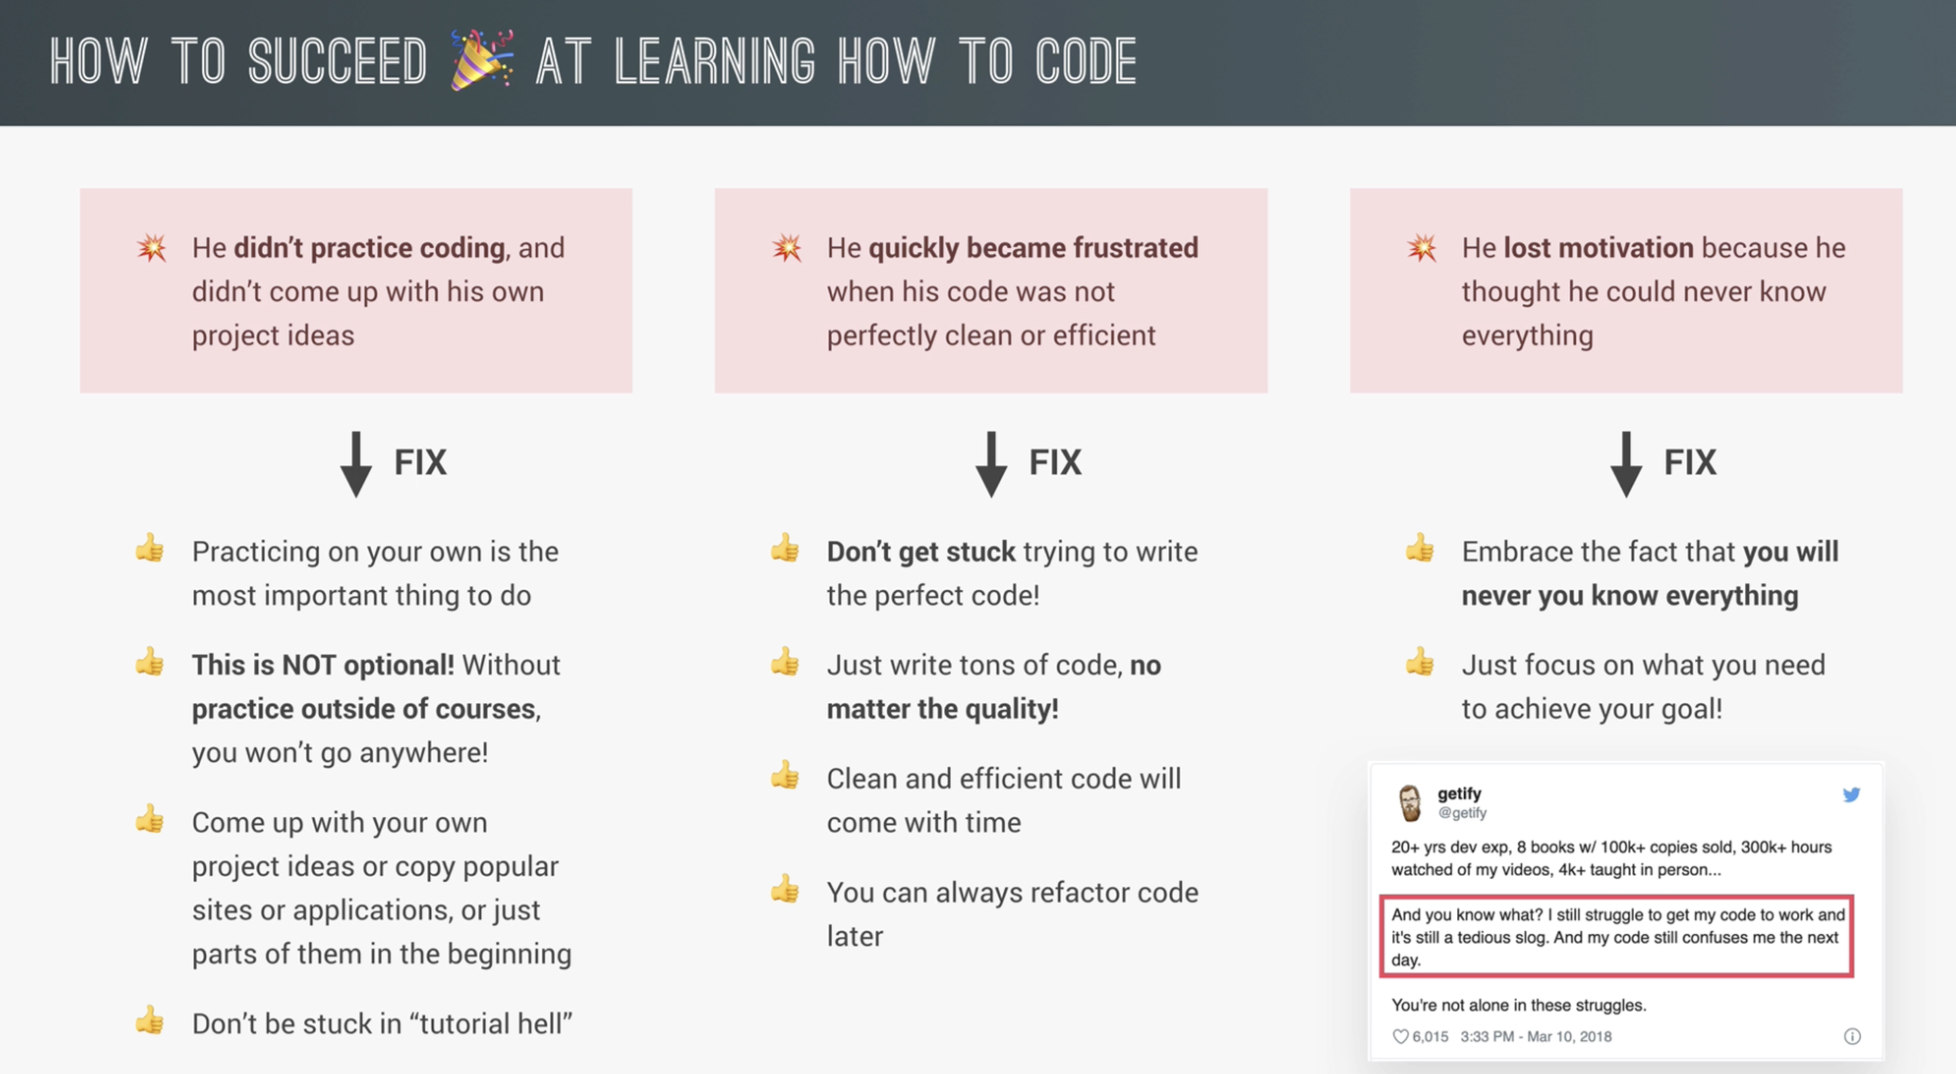 HOW TO SUCCEED 🎉 AT LEARNING HOW TO CODE
💥 He didn’t practice coding, and
didn’t come up with his own
project ideas
FIX
👍 Practicing on your own is the
most important thing to do
👍 This is NOT optional! Without
practice outside of courses,
you won’t go anywhere!
👍 Come up with your own
project ideas or copy popular
sites or applications, or just
parts of them in the beginning
👍 Don’t be stuck in “tutorial hell”
💥 He quickly became frustrated
when his code was not
perfectly clean or efficient
FIX
👍 Don’t get stuck trying to write
the perfect code!
👍 Just write tons of code, no
matter the quality!
👍 Clean and efficient code will
come with time
👍 You can always refactor code
later
💥 He lost motivation because he
thought he could never know
everything
FIX
👍 Embrace the fact that you will
never you know everything
👍 Just focus on what you need
to achieve your goal!
getify
@getify
20+ yrs dev exp, 8 books w/ 100k+ copies sold, 300k+ hours
watched of my videos, 4k+ taught in person...
And you know what? I still struggle to get my code to work and
it's still a tedious slog. And my code still confuses me the next
day.
You're not alone in these struggles.
6,015 3:33 PM - Mar 10, 2018